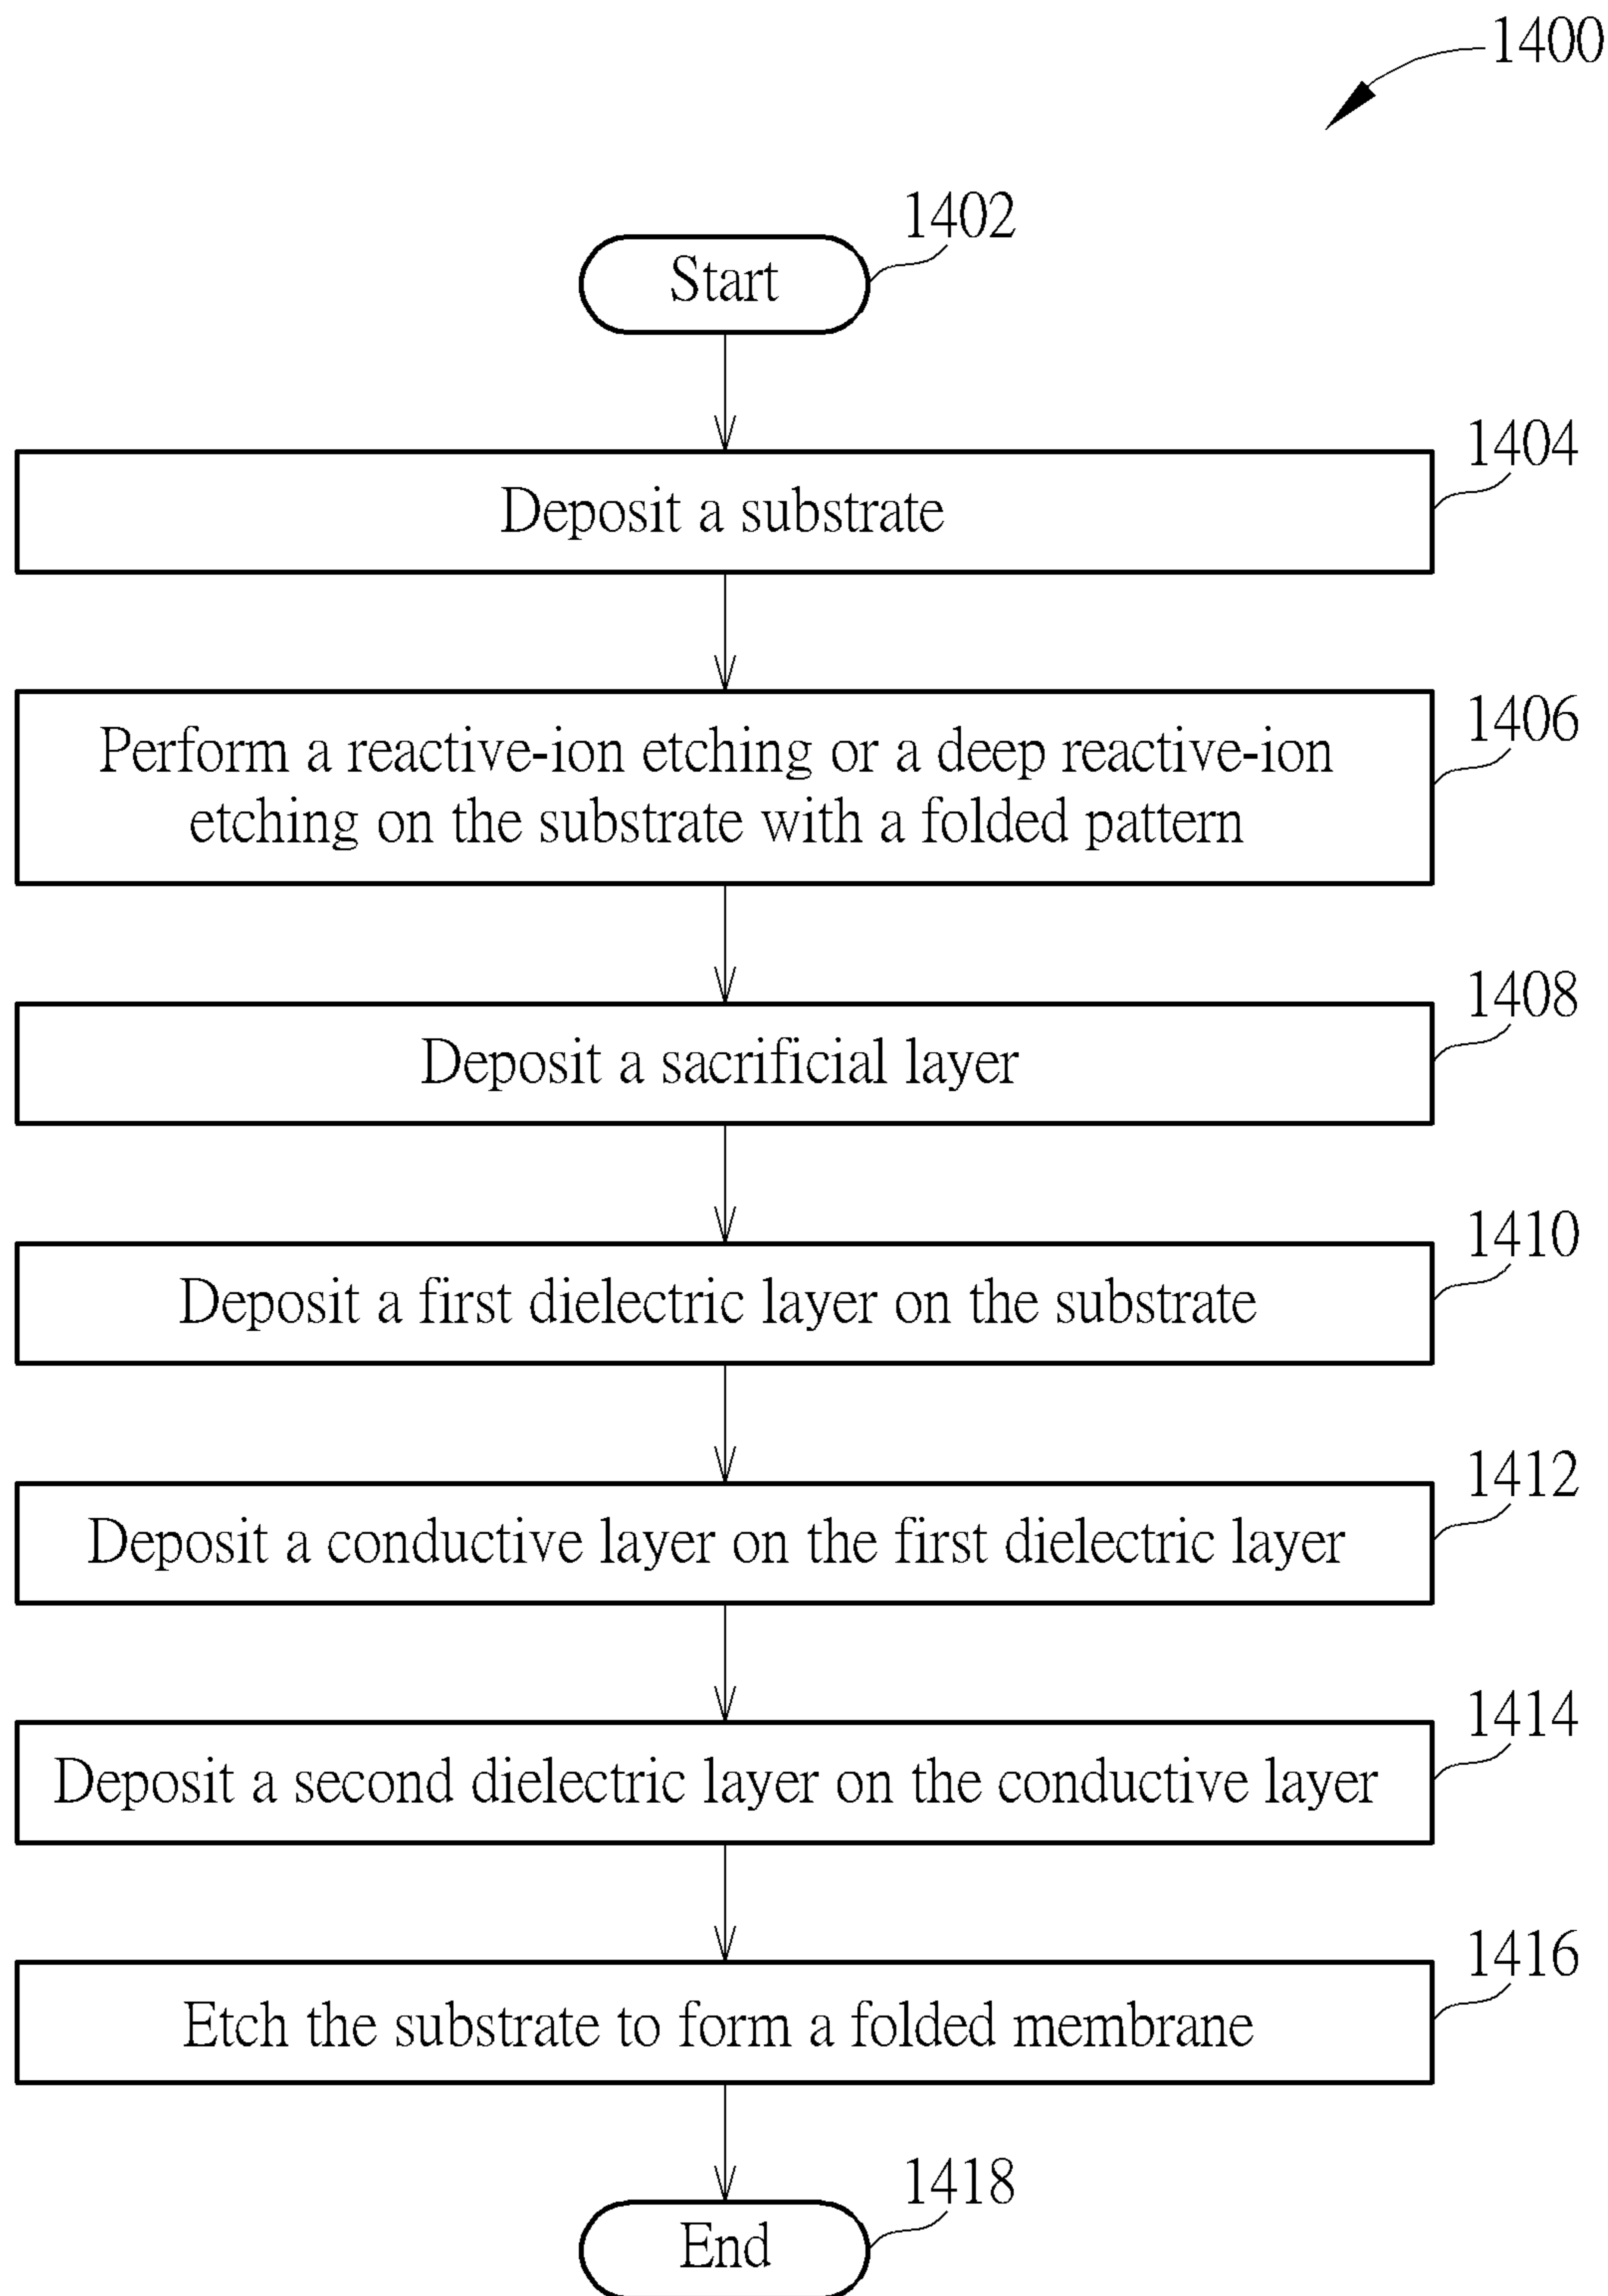 1400
1402
Start
1404
Deposit a substrate
1406
Perform a reactive-ion etching or a deep reactive-ion
etching on the substrate with a folded pattern
1408
Deposit a sacrificial layer
1410
Deposit a first dielectric layer on the substrate
1412
Deposit a conductive layer on the first dielectric layer
1414
Deposit a second dielectric layer on the conductive layer
1416
Etch the substrate to form a folded membrane
1418
End